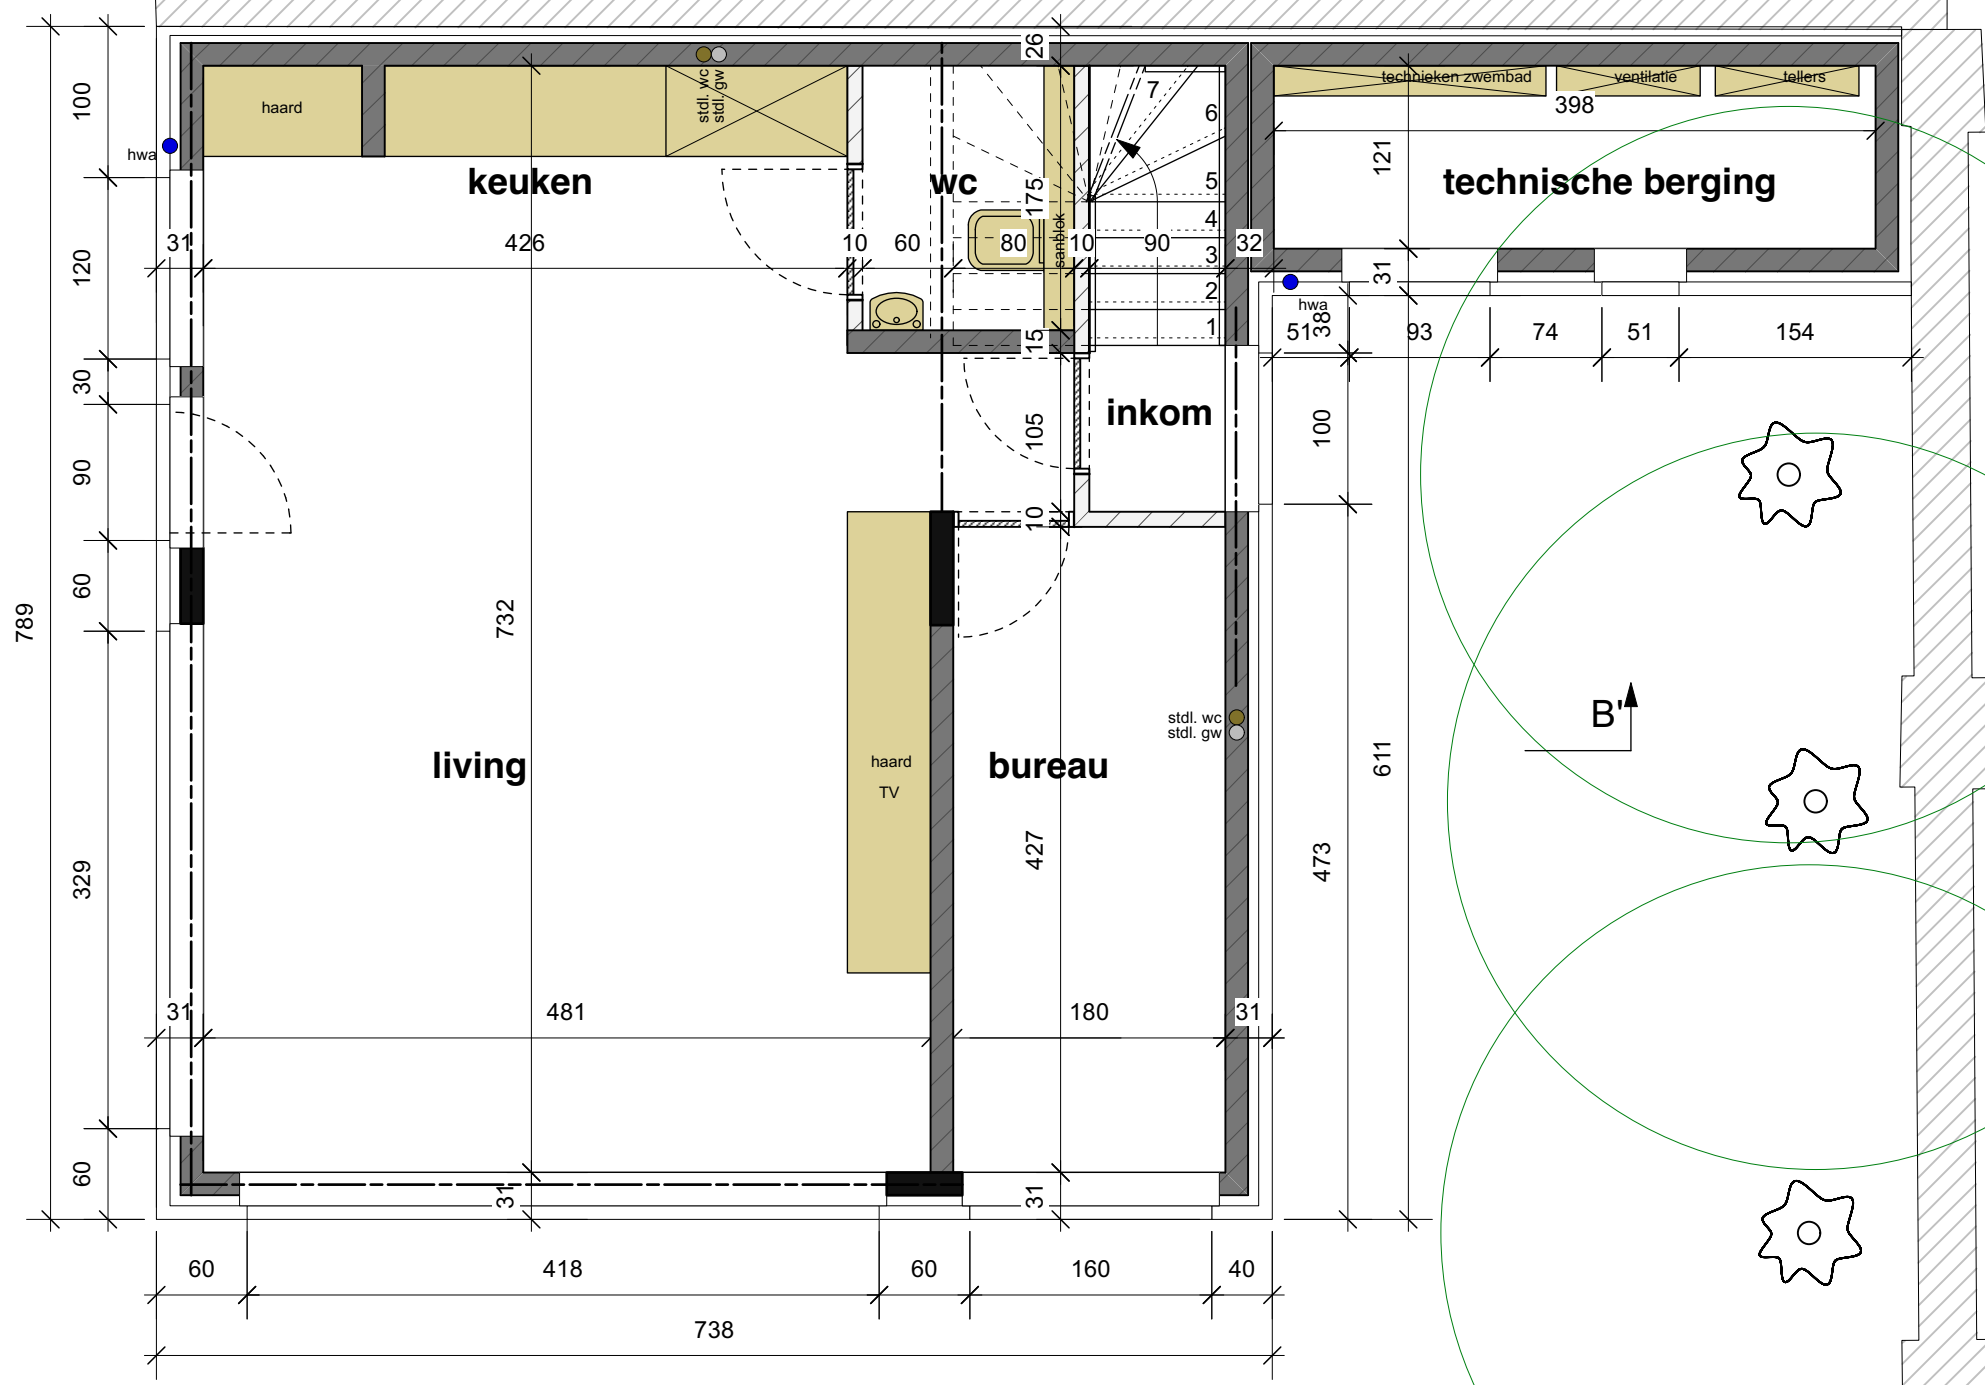 26
7
technieken zwembad
ventilatie
tellers
100
haard
stdl. wc
stdl. gw
398
6
hwa
121
keuken
wc
175
5
technische berging
4
sanblok
31
426
10
60
80
10
90
3
32
120
31
2
hwa
1
15
51
38
93
74
51
154
30
105
inkom
100
90
10
60
789
732
stdl. wc
stdl. gw
B'
living
haard
TV
bureau
611
427
473
329
31
481
180
31
60
31
31
60
418
60
160
40
738